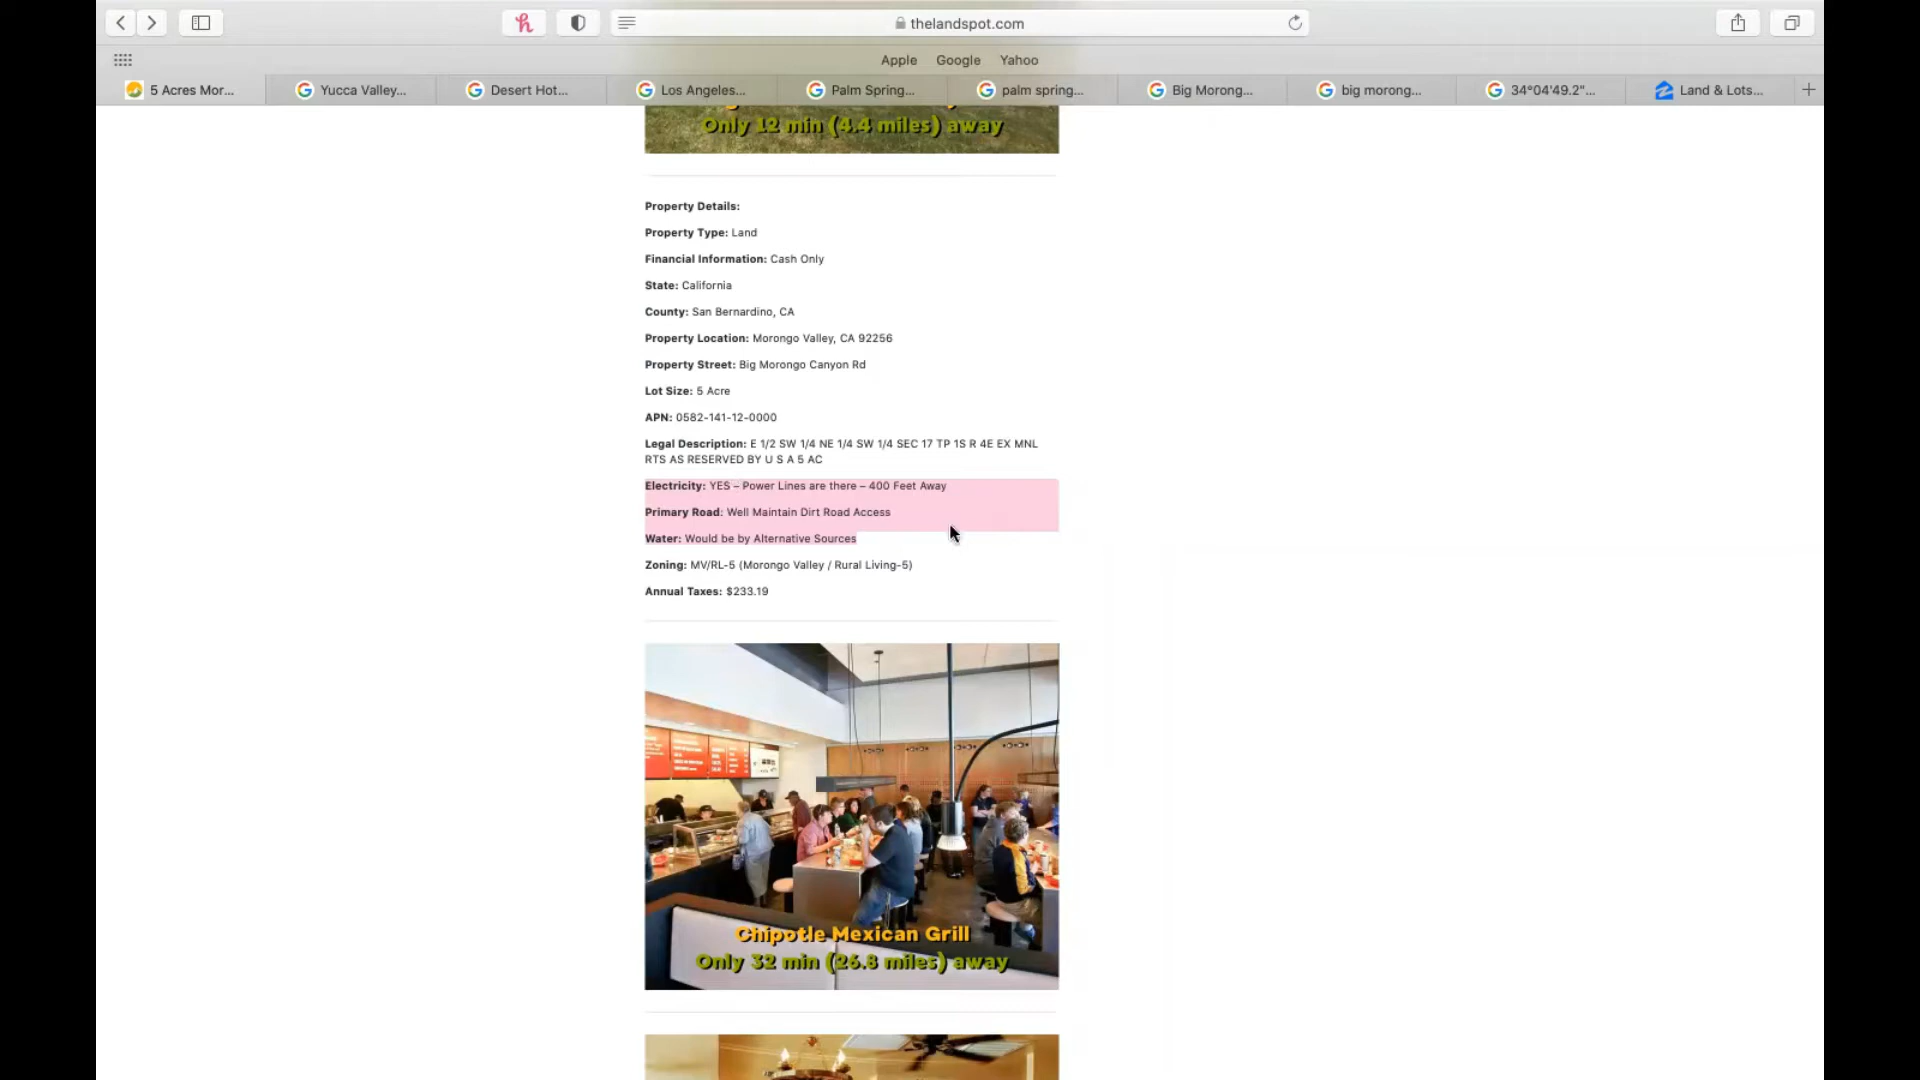 thelandspot.com
Apple Google Yahoo
5 Acres Mor... Yucca Valley... Desert Hot... Los Angeles... Palm Spring... palm spring... Big Morong... big morong... 34°04'49.2"... Land & Lots...
Only 12 min (4.4 miles) away
Property Details:
Property Type: Land
Financial Information: Cash Only
State: California
County: San Bernardino, CA
Property Location: Morongo Valley, CA 92256
Property Street: Big Morongo Canyon Rd
Lot Size: 5 Acre
APN: 0582-141-12-0000
Legal Description: E 1/2 SW 1/4 NE 1/4 SW 1/4 SEC 17 TP 1S R 4E EX MNL
RTS AS RESERVED BY U S A 5 AC
Electricity: YES – Power Lines are there – 400 Feet Away
Primary Road: Well Maintain Dirt Road Access
Water: Would be by Alternative Sources
Zoning: MV/RL-5 (Morongo Valley / Rural Living-5)
Annual Taxes: $233.19
Chipotle Mexican Grill
Only 32 min (26.8 miles) away